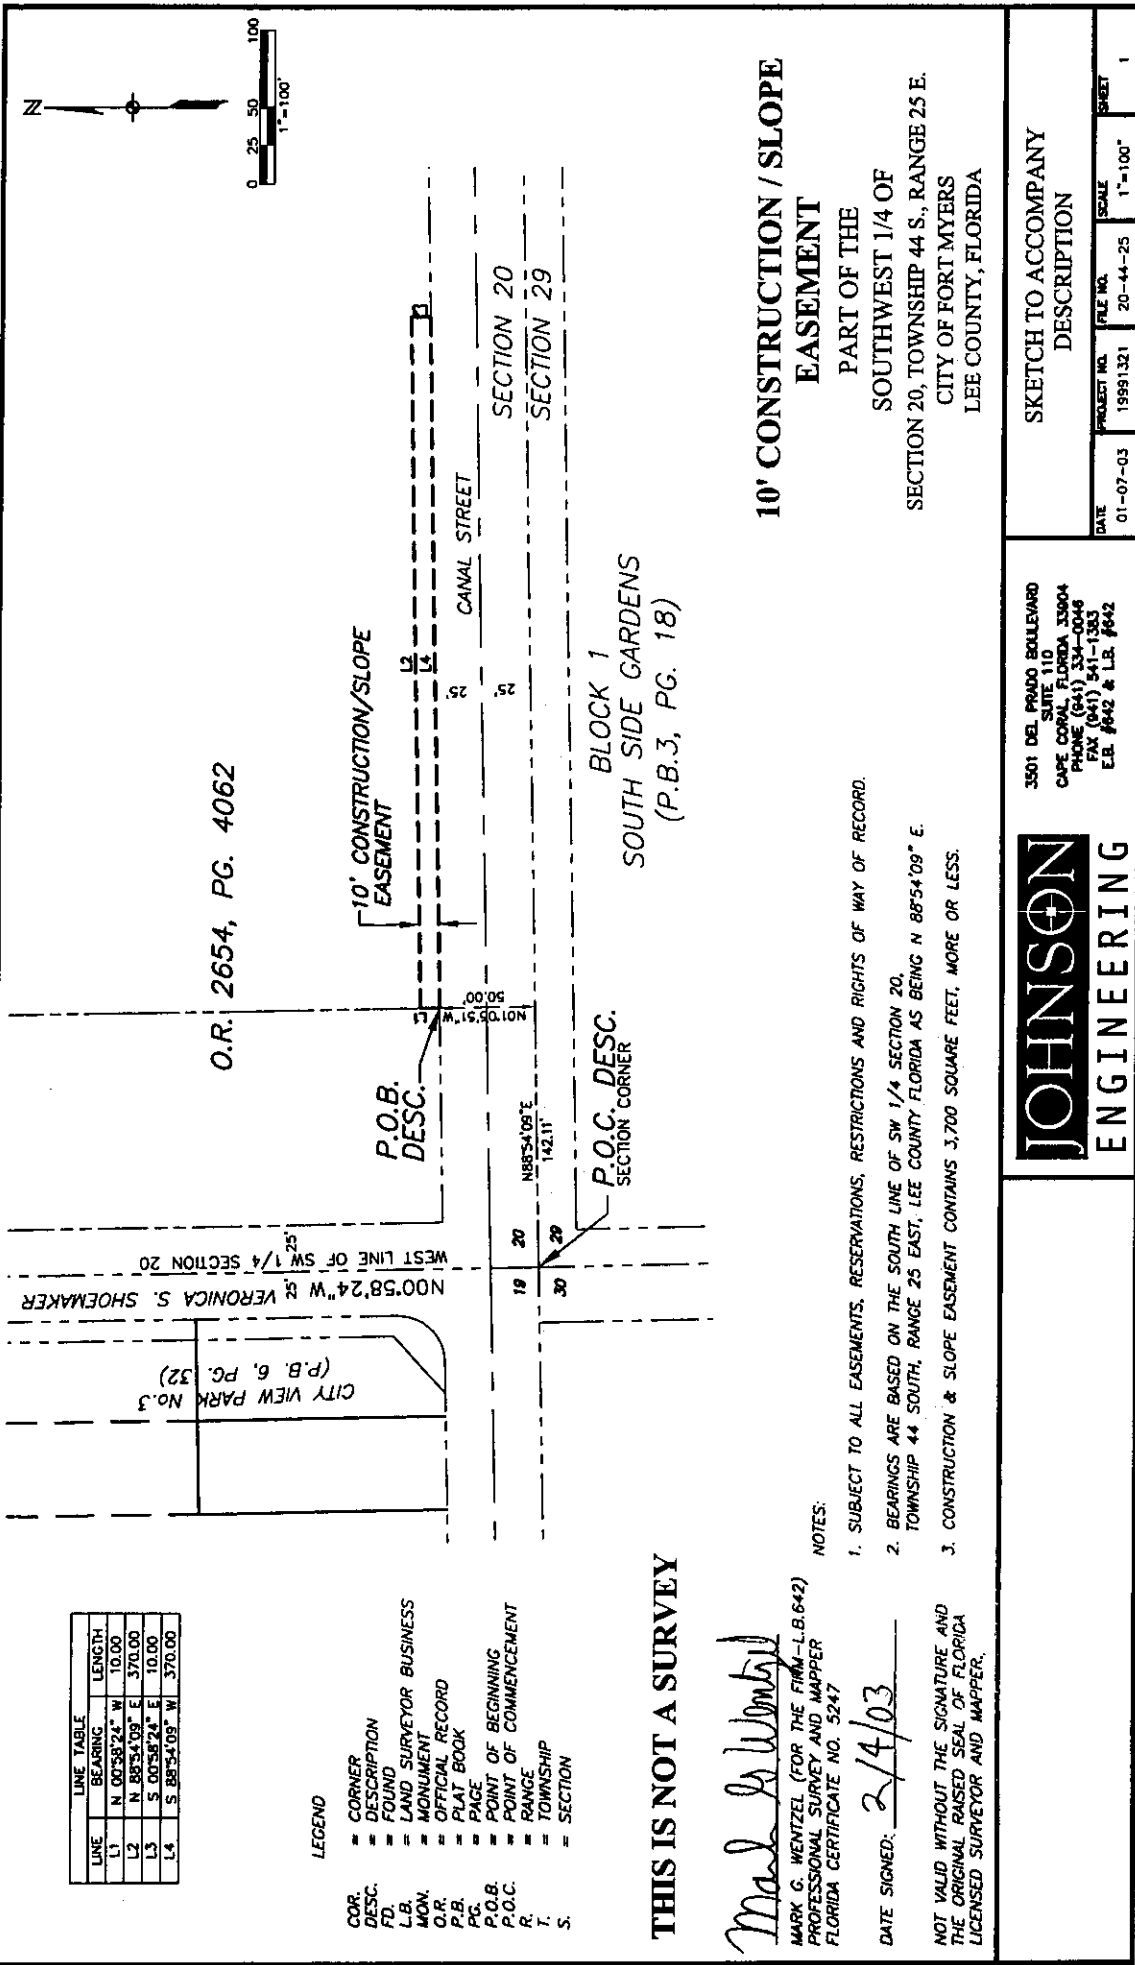 LINE TABLE
LINE BEARING LENGTH
L1 N 00°58'24" W 10.00
L2 N 88°54'09" E 370.00
L3 S 00°58'24" E 10.00
L4 S 88°54'09" W 370.00
LEGEND
COR. = CORNER
DESC. = DESCRIPTION
FD. = FOUND
L.B. = LAND SURVEYOR BUSINESS
MON. = MONUMENT
O.R. = OFFICIAL RECORD
P.B. = PLAT BOOK
PG. = PAGE
P.O.B. = POINT OF BEGINNING
P.O.C. = POINT OF COMMENCEMENT
R. = RANGE
T. = TOWNSHIP
S. = SECTION
THIS IS NOT A SURVEY
Mark G. Wentzel
MARK G. WENTZEL (FOR THE FIRM-L.B.642)
PROFESSIONAL SURVEY AND MAPPER
FLORIDA CERTIFICATE NO. 5247
DATE SIGNED: 2/4/03
NOT VALID WITHOUT THE SIGNATURE AND
THE ORIGINAL RAISED SEAL OF FLORIDA
LICENSED SURVEYOR AND MAPPER.
CITY VIEW PARK No.3
(P.B. 6, PG. 32)
N00°58'24"W 25' VERONICA S. SHOEMAKER
WEST LINE OF SW 1/4 SECTION 20
25'
19 20
30 29
N88°54'09"E
142.11'
P.O.C. DESC.
SECTION CORNER
P.O.B.
DESC.
L1
N01°05'51"W
50.00'
O.R. 2654, PG. 4062
10' CONSTRUCTION/SLOPE
EASEMENT
L2
L4
L3
25'
25'
CANAL STREET
SECTION 20
SECTION 29
BLOCK 1
SOUTH SIDE GARDENS
(P.B.3, PG. 18)
N
0 25 50 100
1"=100'
NOTES:
1. SUBJECT TO ALL EASEMENTS, RESERVATIONS, RESTRICTIONS AND RIGHTS OF WAY OF RECORD.
2. BEARINGS ARE BASED ON THE SOUTH LINE OF SW 1/4 SECTION 20,
TOWNSHIP 44 SOUTH, RANGE 25 EAST, LEE COUNTY FLORIDA AS BEING N 88°54'09" E.
3. CONSTRUCTION & SLOPE EASEMENT CONTAINS 3,700 SQUARE FEET, MORE OR LESS.
10' CONSTRUCTION / SLOPE
EASEMENT
PART OF THE
SOUTHWEST 1/4 OF
SECTION 20, TOWNSHIP 44 S., RANGE 25 E.
CITY OF FORT MYERS
LEE COUNTY, FLORIDA
JOHNSON
ENGINEERING
3501 DEL PRADO BOULEVARD
SUITE 110
CAPE CORAL, FLORIDA 33904
PHONE (941) 334-0046
FAX (941) 541-1383
E.B. #642 & L.B. #642
SKETCH TO ACCOMPANY
DESCRIPTION
DATE PROJECT NO. FILE NO. SCALE SHEET
01-07-03 19991321 20-44-25 1"=100" 1